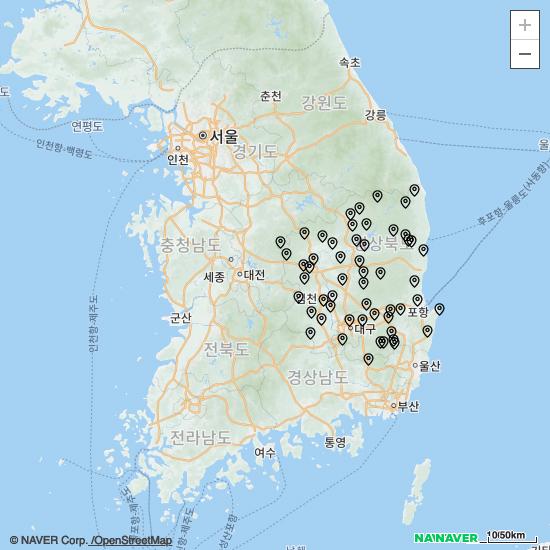 +
−
속초
춘천
강원도
강릉
도
연평도
서울
인천
경기도
인천항-백령도
울
후포항-울릉도(사동항)
상북도
충청남도
세종
대전
인천항-제주도
군산
김천
포항
대구
전북도
경상남도
울산
부산
전라남도
여수
통영
© NAVER Corp. /OpenStreetMap
NAVER
10/50km